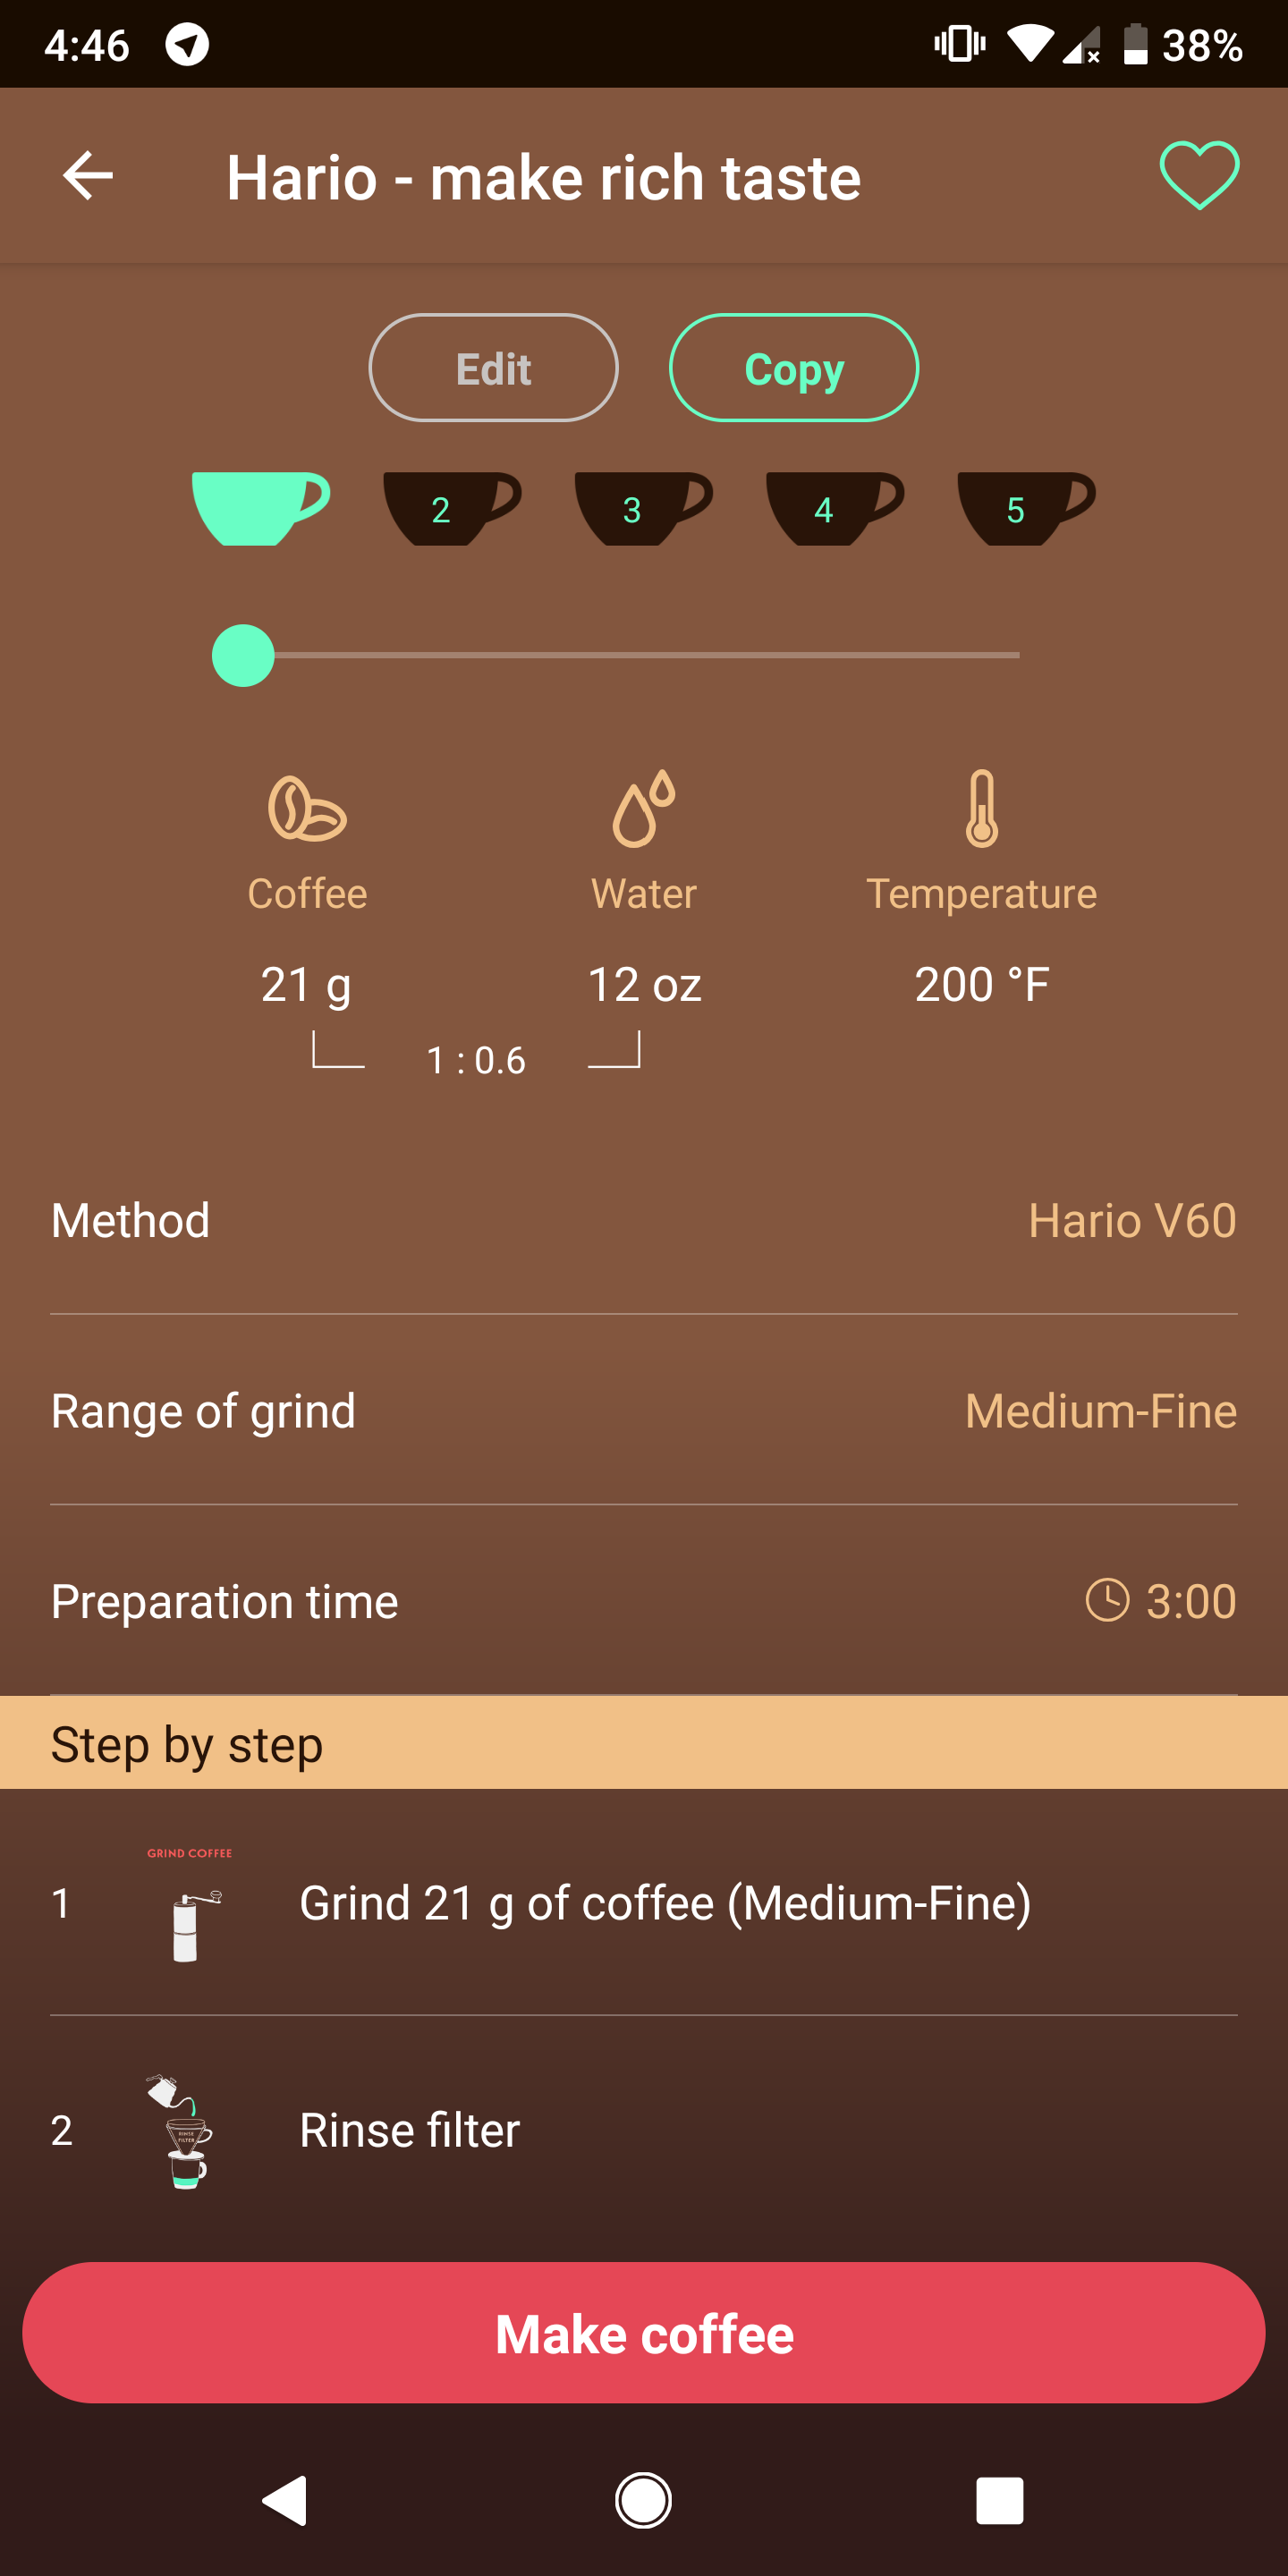 4:46
38%
Hario - make rich taste
Edit
Copy
2
3
4
5
Coffee
Water
Temperature
21 g
12 oz
200 °F
1 : 0.6
Method
Hario V60
Range of grind
Medium-Fine
Preparation time
3:00
Step by step
GRIND COFFEE
1
Grind 21 g of coffee (Medium-Fine)
2
RINSE
FILTER
Rinse filter
Make coffee